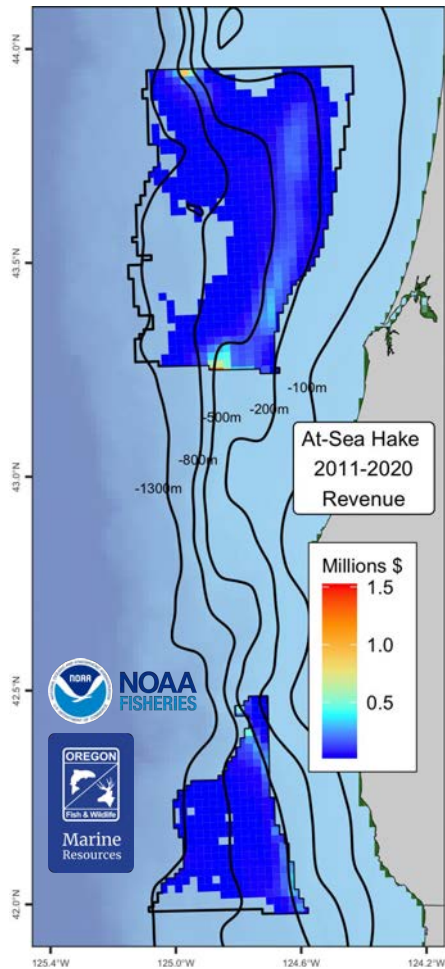 44.0°N
43.5°N
43.0°N
42.5°N
42.0°N
-100m
-200m
-500m
-800m
-1300m
At-Sea Hake
2011-2020
Revenue
Millions $
1.5
1.0
0.5
NOAA
NOAA
FISHERIES
OREGON
Fish & Wildlife
Marine
Resources
125.4°W
125.0°W
124.6°W
124.2°W